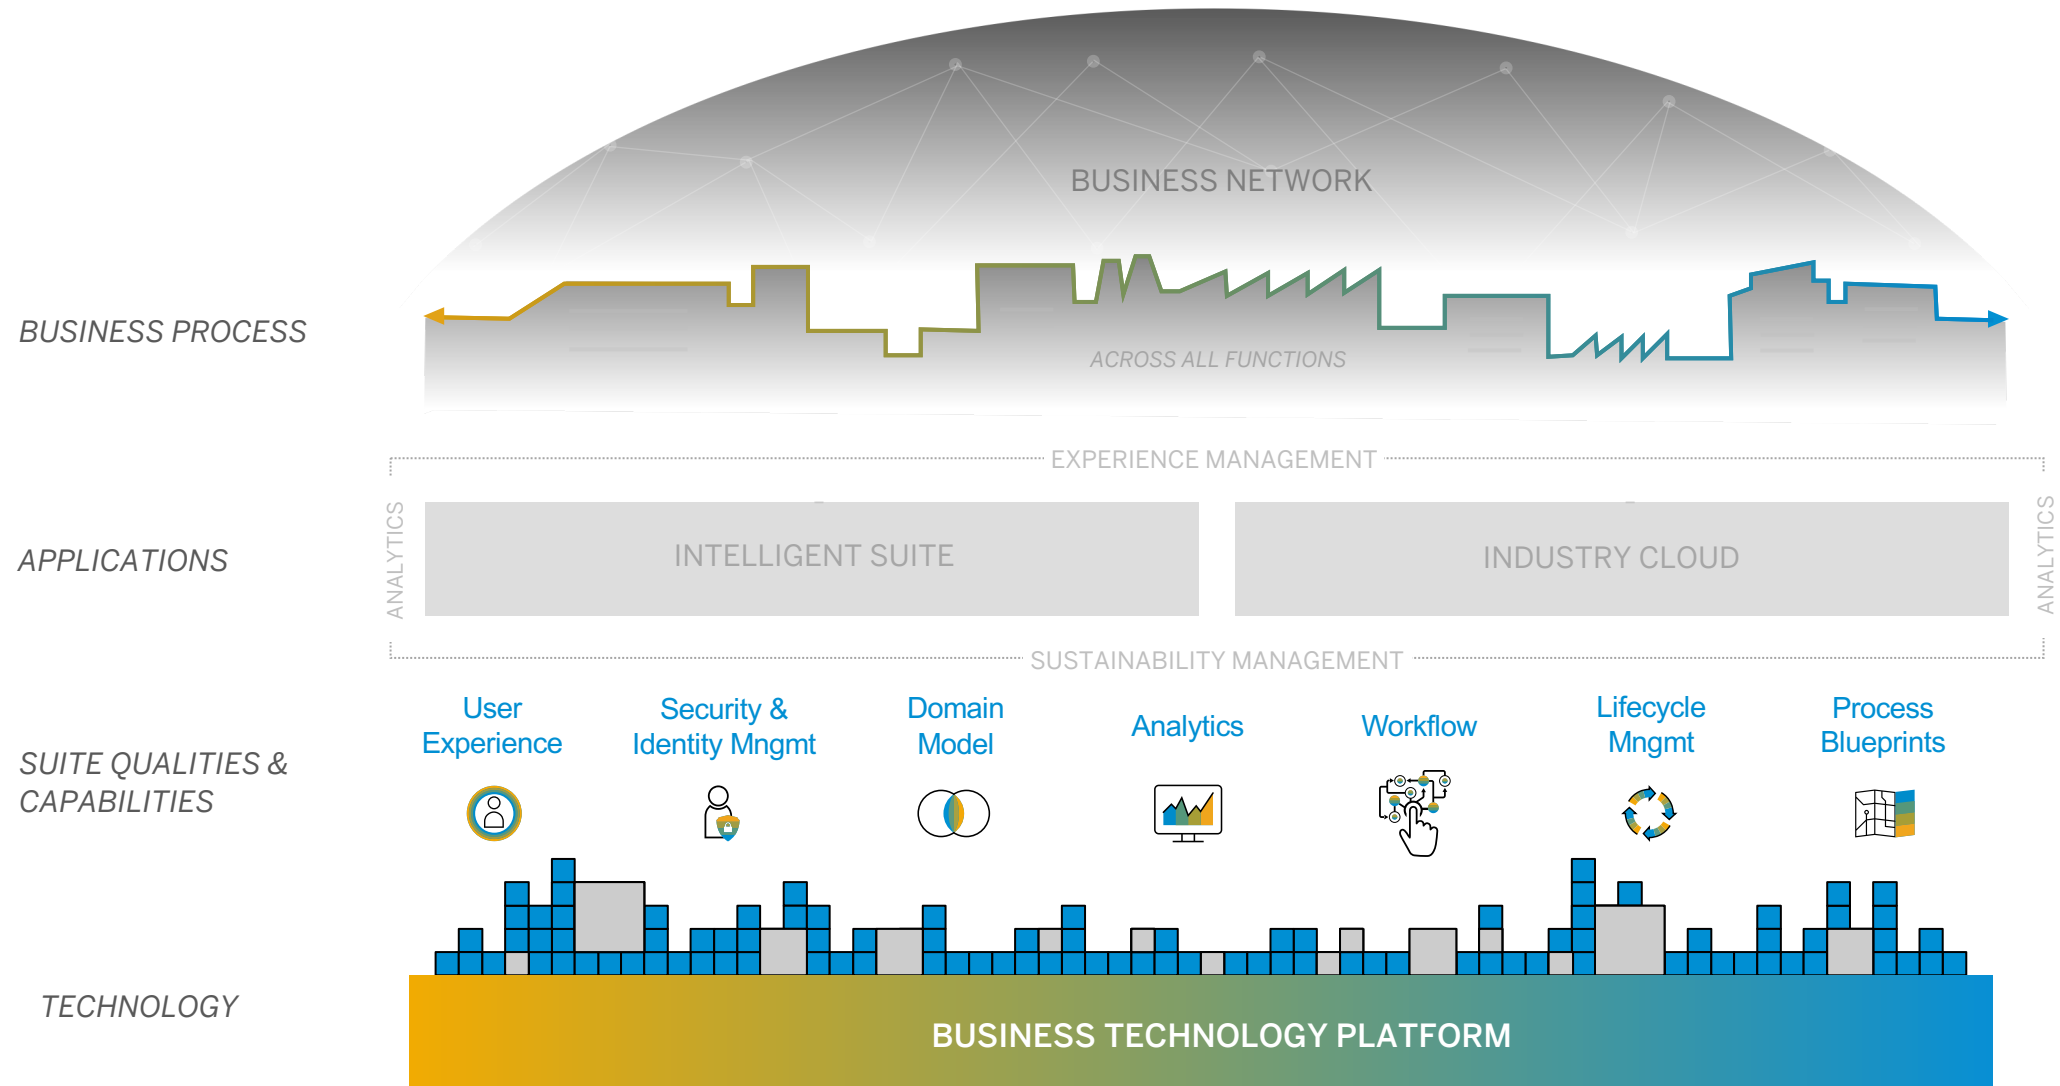 BUSINESS NETWORK
BUSINESS PROCESS
ACROSS ALL FUNCTIONS
EXPERIENCE MANAGEMENT
ANALYTICS
APPLICATIONS
INTELLIGENT SUITE
INDUSTRY CLOUD
ANALYTICS
SUSTAINABILITY MANAGEMENT
SUITE QUALITIES &
CAPABILITIES
User
Experience
Security &
Identity Mngmt
Domain
Model
Analytics
Workflow
Lifecycle
Mngmt
Process
Blueprints
TECHNOLOGY
BUSINESS TECHNOLOGY PLATFORM